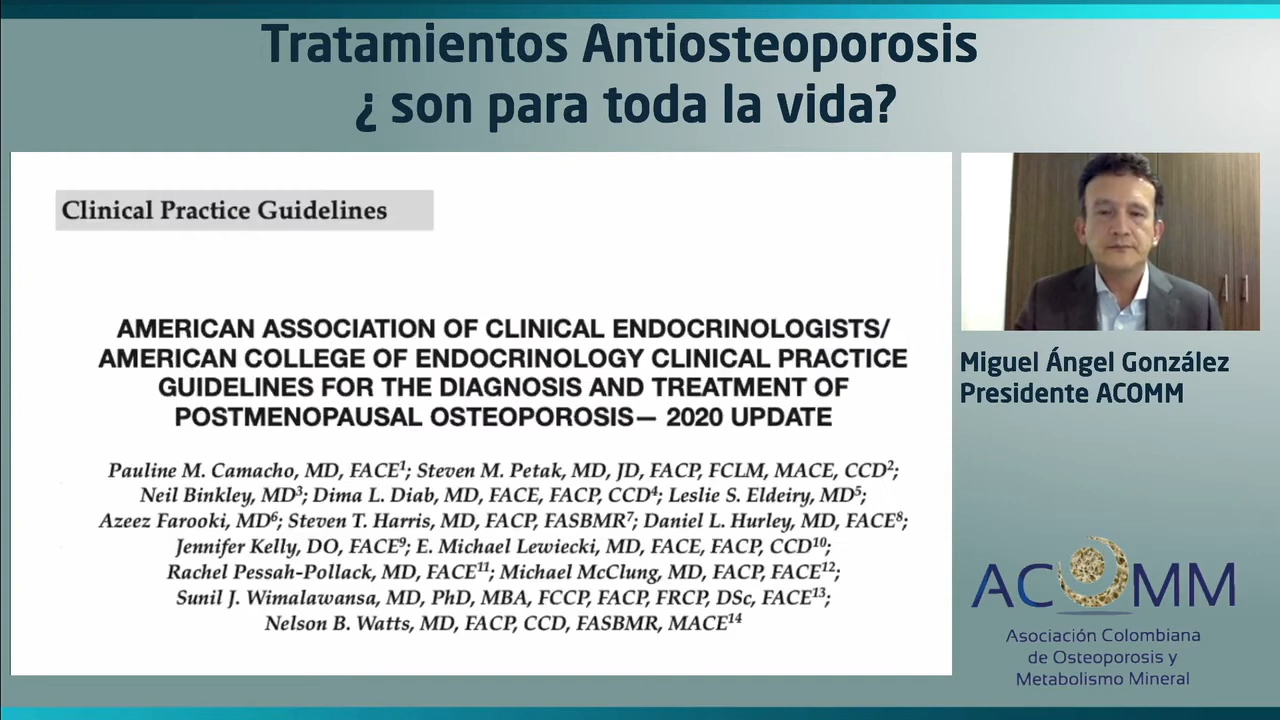 Tratamientos Antiosteoporosis
¿ son para toda la vida?
Clinical Practice Guidelines
AMERICAN ASSOCIATION OF CLINICAL ENDOCRINOLOGISTS/
AMERICAN COLLEGE OF ENDOCRINOLOGY CLINICAL PRACTICE
GUIDELINES FOR THE DIAGNOSIS AND TREATMENT OF
POSTMENOPAUSAL OSTEOPOROSIS— 2020 UPDATE
Pauline M. Camacho, MD, FACE¹; Steven M. Petak, MD, JD, FACP, FCLM, MACE, CCD²;
Neil Binkley, MD³; Dima L. Diab, MD, FACE, FACP, CCD⁴; Leslie S. Eldeiry, MD⁵;
Azeez Farooki, MD⁶; Steven T. Harris, MD, FACP, FASBMR⁷; Daniel L. Hurley, MD, FACE⁸;
Jennifer Kelly, DO, FACE⁹; E. Michael Lewiecki, MD, FACE, FACP, CCD¹⁰;
Rachel Pessah-Pollack, MD, FACE¹¹; Michael McClung, MD, FACP, FACE¹²;
Sunil J. Wimalawansa, MD, PhD, MBA, FCCP, FACP, FRCP, DSc, FACE¹³;
Nelson B. Watts, MD, FACP, CCD, FASBMR, MACE¹⁴
Miguel Ángel González
Presidente ACOMM
ACOMM
Asociación Colombiana
de Osteoporosis y
Metabolismo Mineral